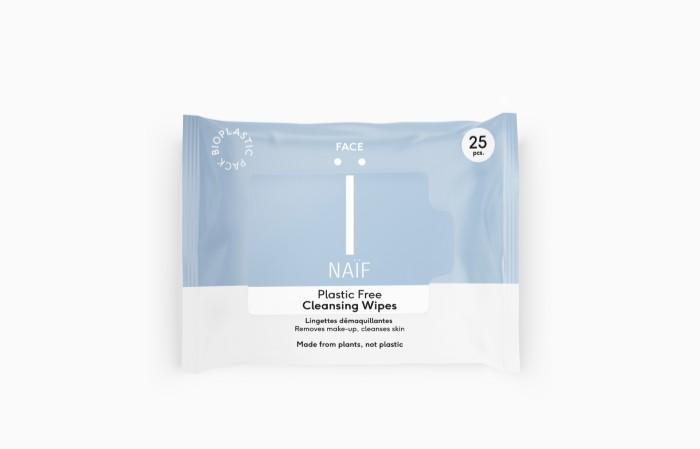 BIOPLASTIC PACK
FACE
25
pcs.
NAÏF
Plastic Free
Cleansing Wipes
Lingettes démaquillantes
Removes make-up, cleanses skin
Made from plants, not plastic